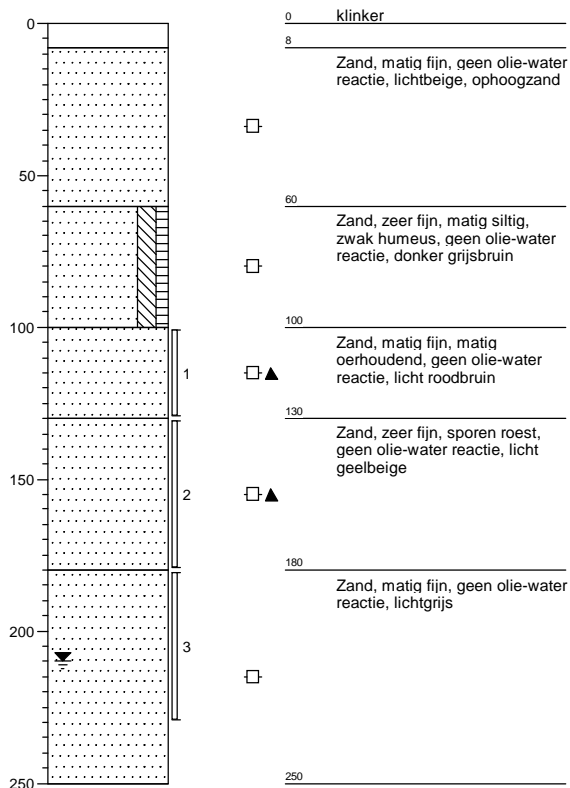 0
50
100
150
200
250
1
2
3
0
klinker
8
Zand, matig fijn, geen olie-water
reactie, lichtbeige, ophoogzand
60
Zand, zeer fijn, matig siltig,
zwak humeus, geen olie-water
reactie, donker grijsbruin
100
Zand, matig fijn, matig
oerhoudend, geen olie-water
reactie, licht roodbruin
130
Zand, zeer fijn, sporen roest,
geen olie-water reactie, licht
geelbeige
180
Zand, matig fijn, geen olie-water
reactie, lichtgrijs
250